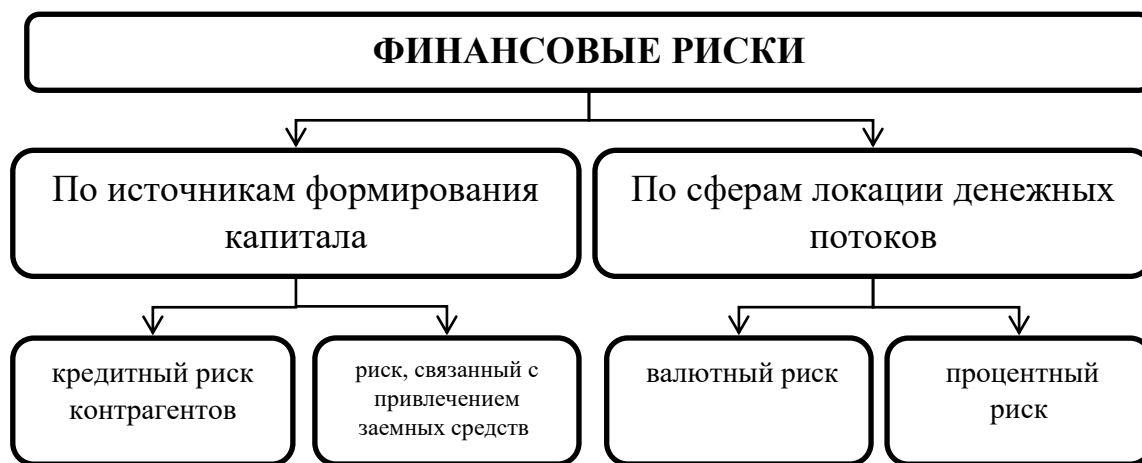 ФИНАНСОВЫЕ РИСКИ
По источникам формирования
капитала
По сферам локации денежных
потоков
кредитный риск
контрагентов
риск, связанный с
привлечением
заемных средств
валютный риск
процентный
риск